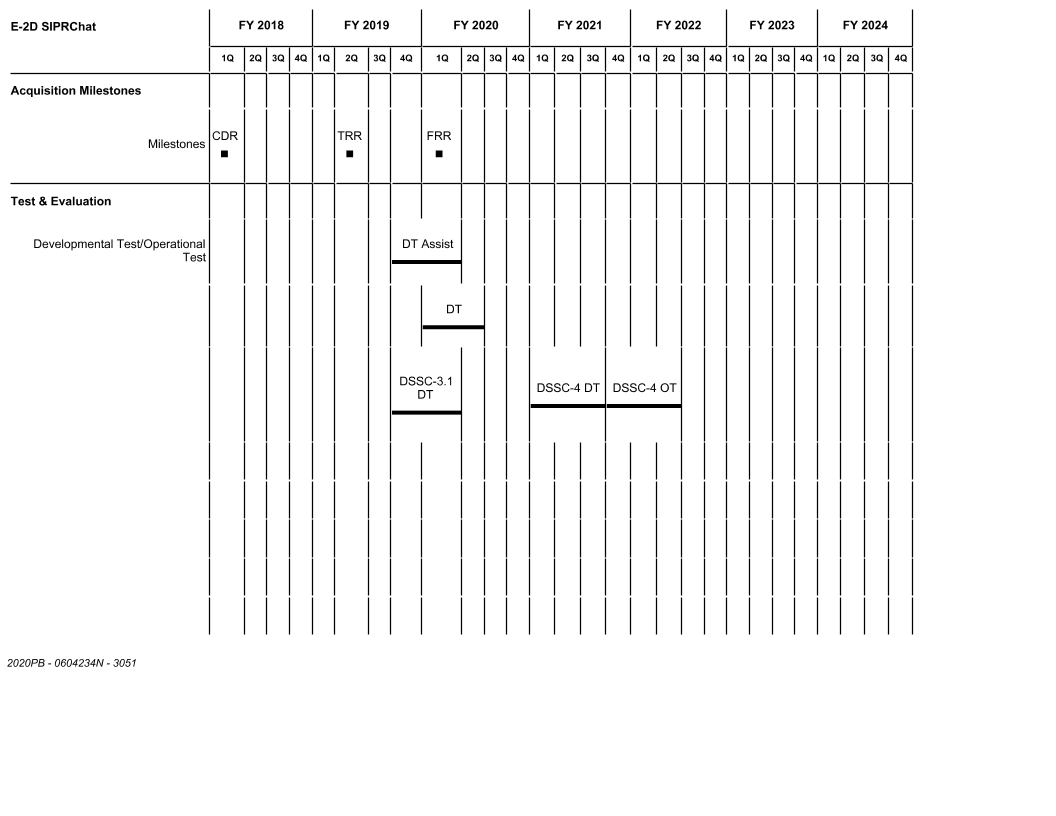 E-2D SIPRChat
FY 2018 FY 2019 FY 2020 FY 2021 FY 2022 FY 2023 FY 2024
1Q 2Q 3Q 4Q 1Q 2Q 3Q 4Q 1Q 2Q 3Q 4Q 1Q 2Q 3Q 4Q 1Q 2Q 3Q 4Q 1Q 2Q 3Q 4Q 1Q 2Q 3Q 4Q
Acquisition Milestones
Milestones
CDR TRR FRR
Test & Evaluation
Developmental Test/Operational
Test
DT Assist
DT
DSSC-3.1
DT
DSSC-4 DT DSSC-4 OT
2020PB - 0604234N - 3051